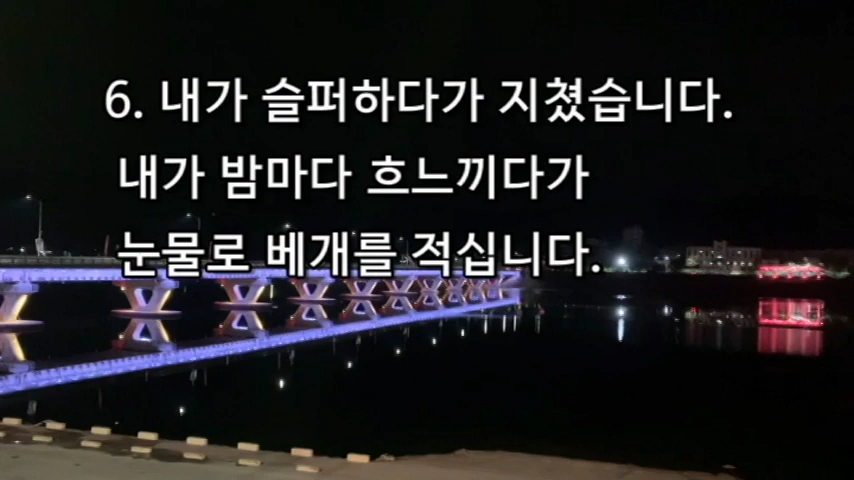 6. 내가 슬퍼하다가 지쳤습니다.
내가 밤마다 흐느끼다가
눈물로 베개를 적십니다.